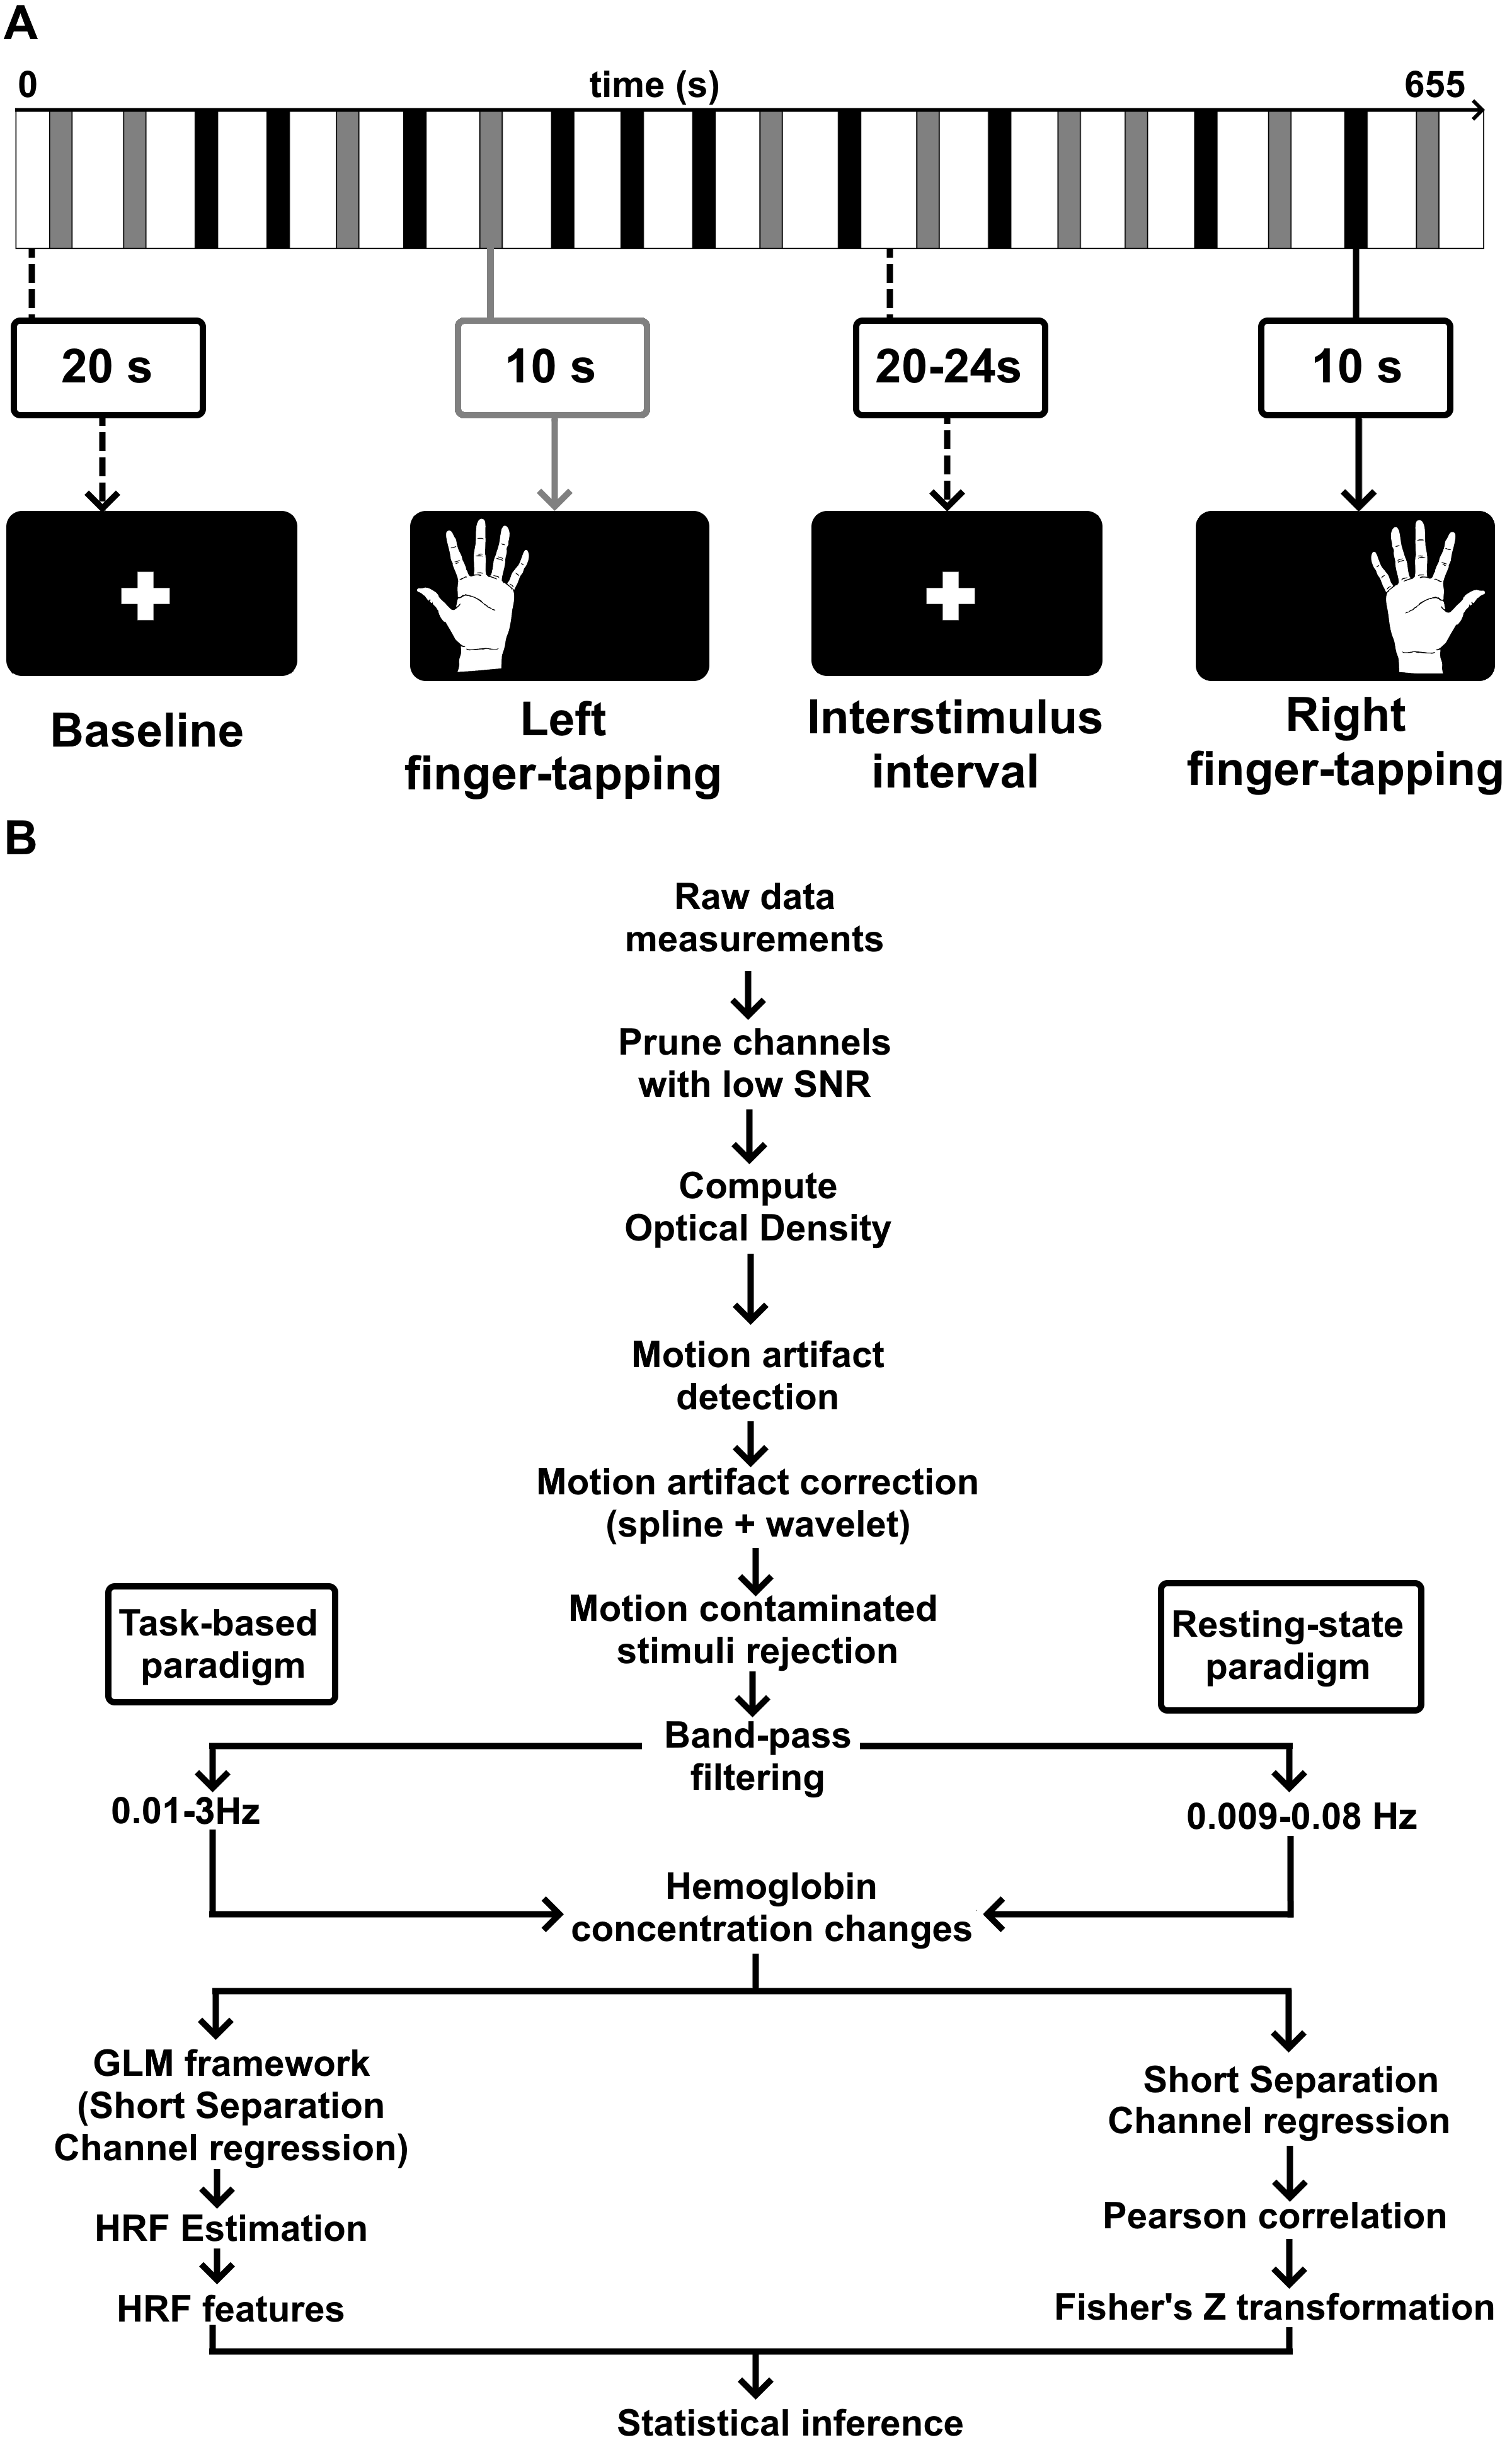 A
0 time (s) 655
20 s
10 s
20-24s
10 s
Baseline
Left
finger-tapping
Interstimulus
interval
Right
finger-tapping
B
Raw data
measurements
Prune channels
with low SNR
Compute
Optical Density
Motion artifact
detection
Motion artifact correction
(spline + wavelet)
Motion contaminated
stimuli rejection
Task-based
paradigm
Resting-state
paradigm
Band-pass
filtering
0.01-3Hz
0.009-0.08 Hz
Hemoglobin
concentration changes
GLM framework
(Short Separation
Channel regression)
HRF Estimation
HRF features
Short Separation
Channel regression
Pearson correlation
Fisher's Z transformation
Statistical inference